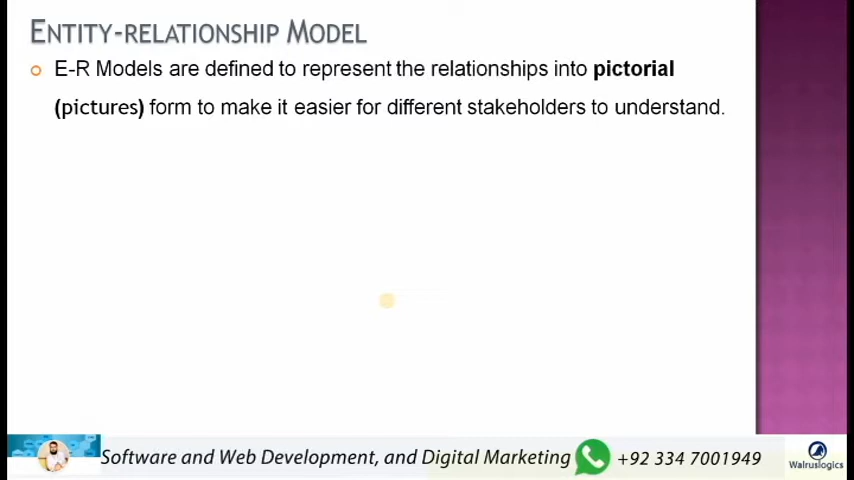 ENTITY-RELATIONSHIP MODEL
E-R Models are defined to represent the relationships into pictorial
(pictures) form to make it easier for different stakeholders to understand.
Software and Web Development, and Digital Marketing +92 334 7001949
Walruslogics